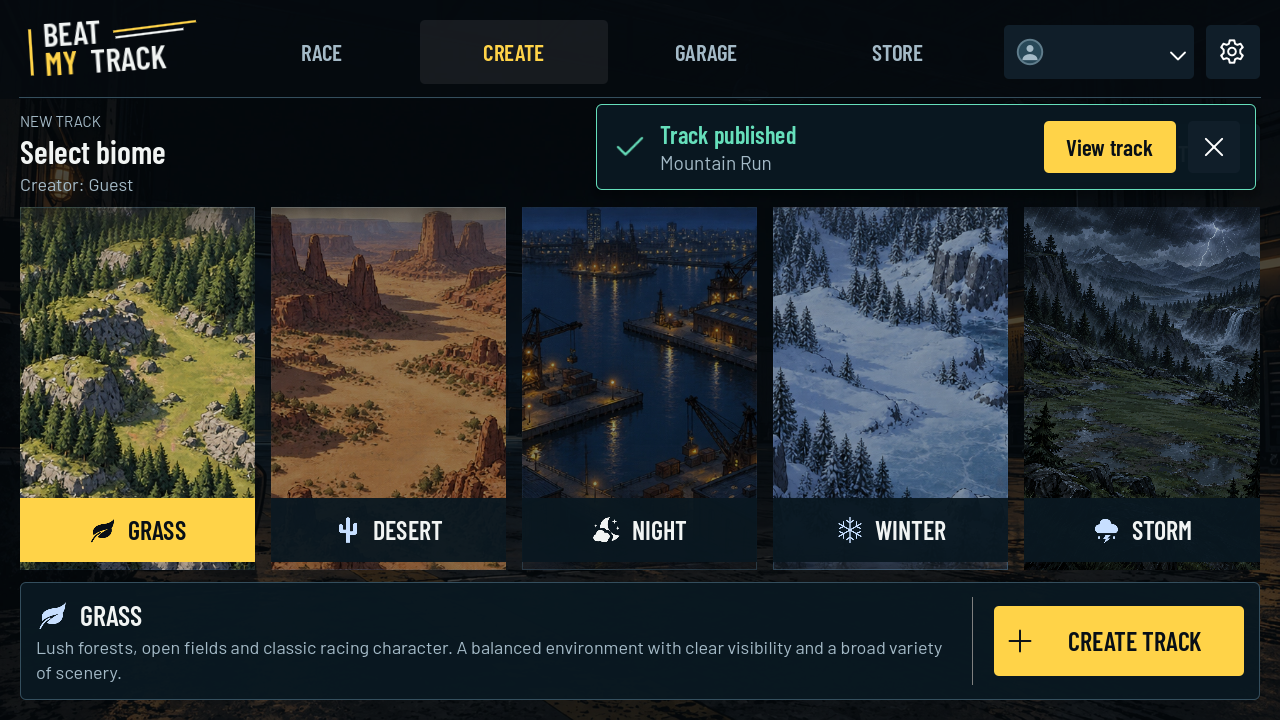 BEAT
MY TRACK
RACE
CREATE
GARAGE
STORE
NEW TRACK
Select biome
Creator: Guest
Track published
Mountain Run
View track
GRASS
DESERT
NIGHT
WINTER
STORM
GRASS
Lush forests, open fields and classic racing character. A balanced environment with clear visibility and a broad variety
of scenery.
CREATE TRACK